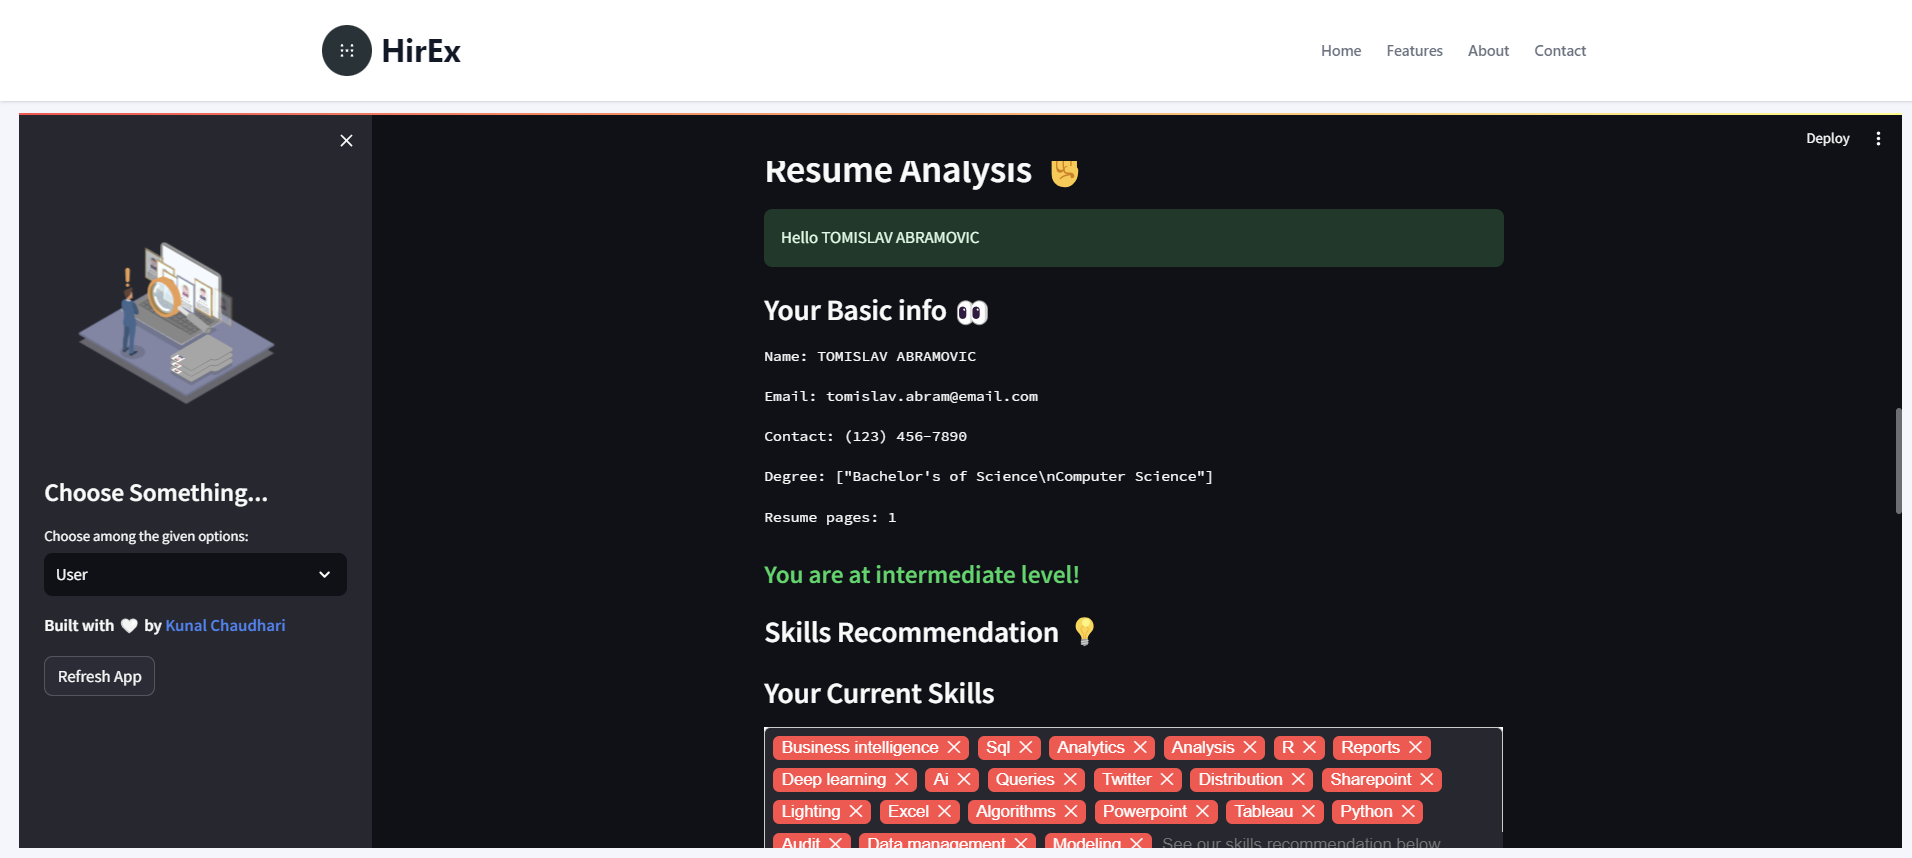 HirEx
Home Features About Contact
Deploy
Resume Analysis
Hello TOMISLAV ABRAMOVIC
Your Basic info
Name: TOMISLAV ABRAMOVIC
Email: tomislav.abram@email.com
Contact: (123) 456-7890
Degree: ["Bachelor's of Science\nComputer Science"]
Resume pages: 1
You are at intermediate level!
Skills Recommendation
Your Current Skills
Business intelligence Sql Analytics Analysis R Reports
Deep learning Ai Queries Twitter Distribution Sharepoint
Lighting Excel Algorithms Powerpoint Tableau Python
Audit Data management Modeling See our skills recommendation below
Choose Something...
Choose among the given options:
User
Built with 🤍 by Kunal Chaudhari
Refresh App